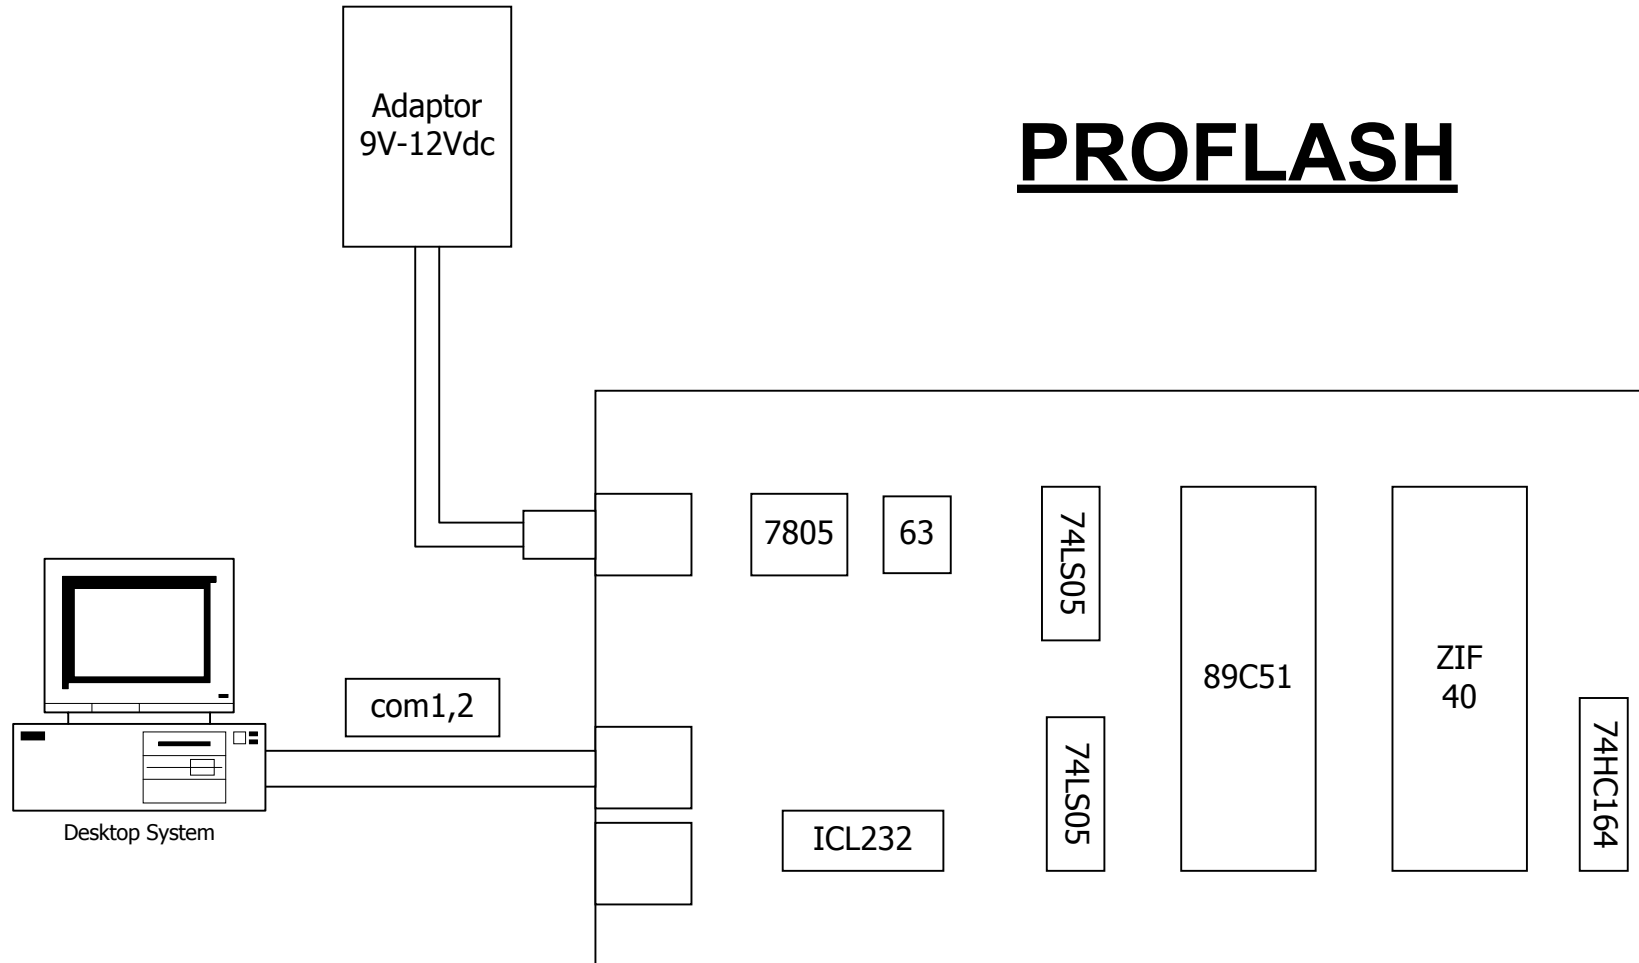 Adaptor
9V-12Vdc
PROFLASH
7805
63
74LS05
89C51
ZIF
40
com1,2
74LS05
74HC164
ICL232
Desktop System